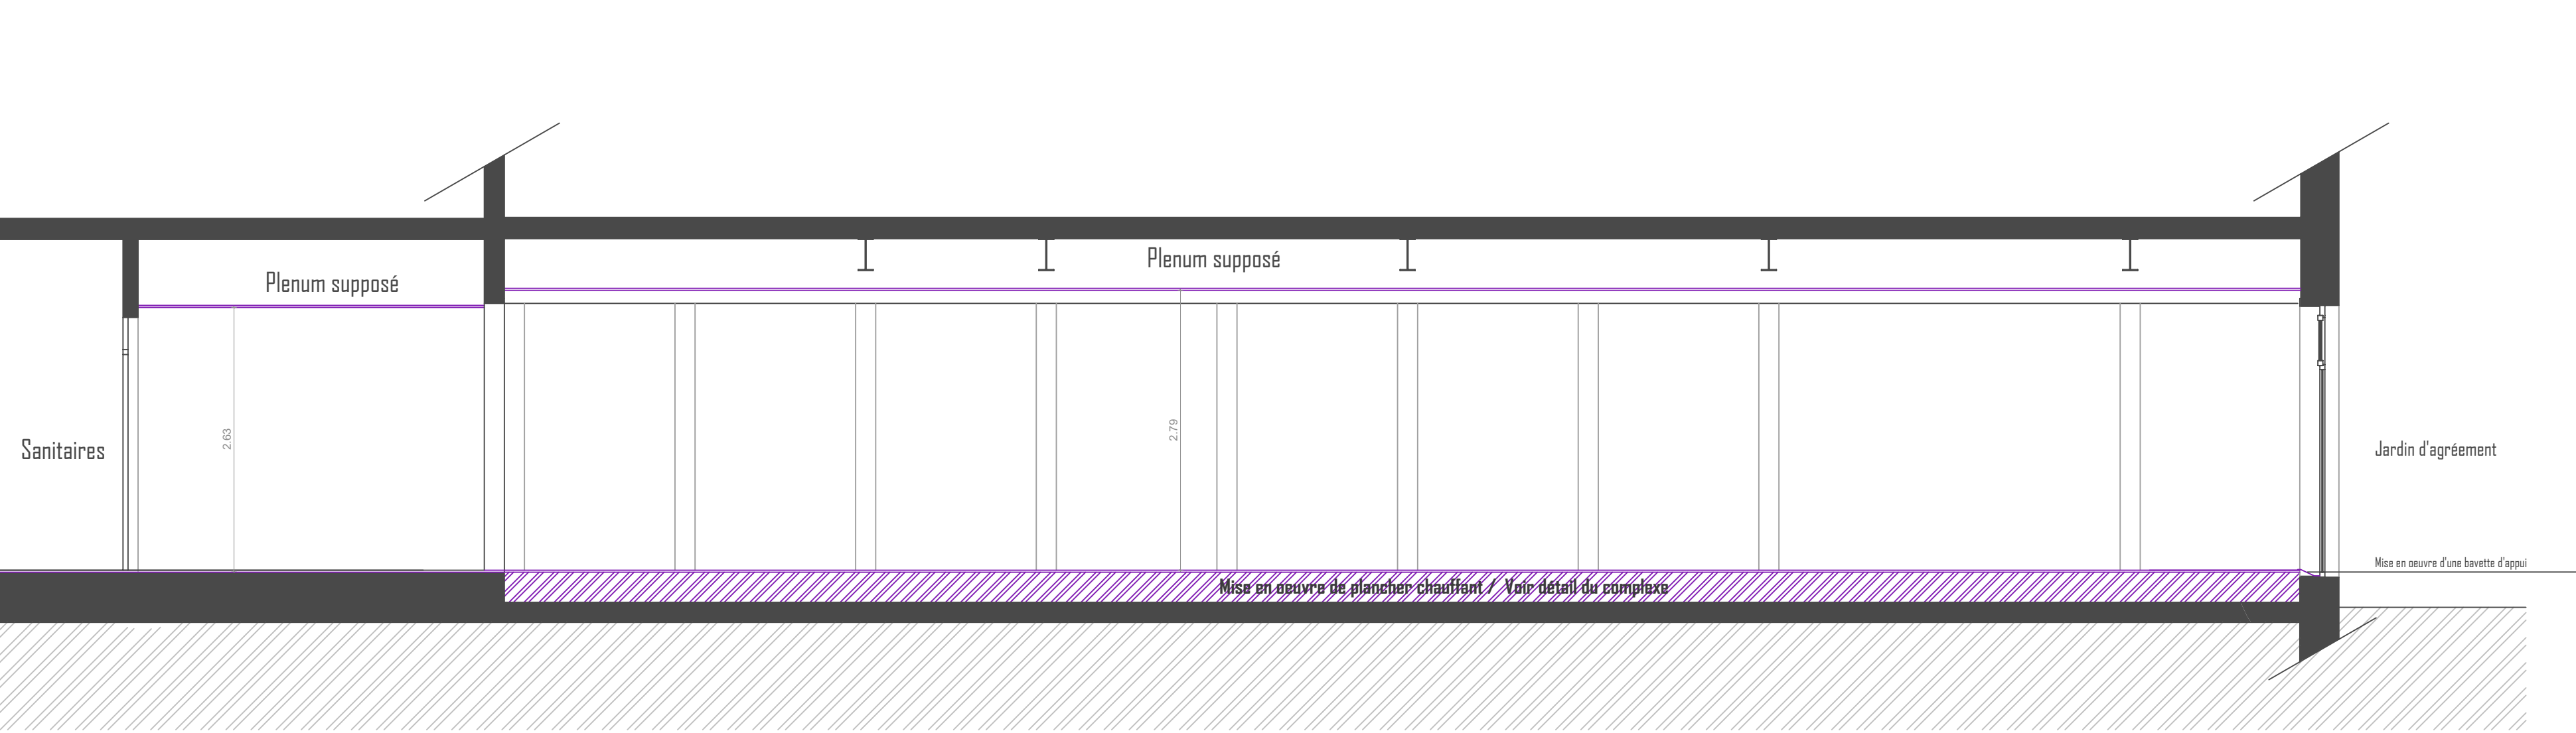 Plenum supposé
Plenum supposé
2.63
2.79
Sanitaires
Jardin d'agréement
Mise en oeuvre d'une bavette d'appui
Mise en oeuvre de plancher chauffant / Voir détail du complexe